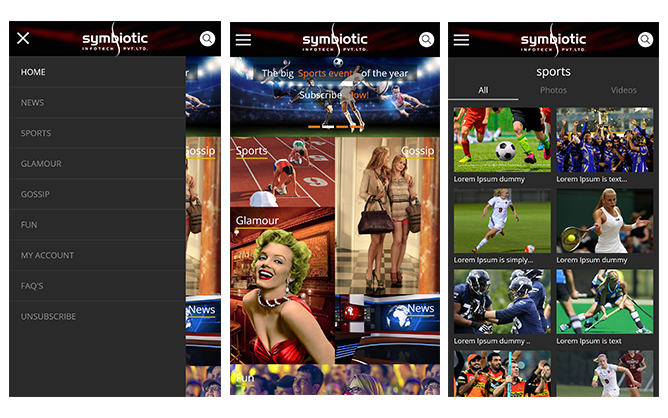 symbiotic
INFOTECH PVT.LTD.
HOME
NEWS
SPORTS
GLAMOUR
GOSSIP
FUN
MY ACCOUNT
FAQ'S
UNSUBSCRIBE
Gossip
News
symbiotic
INFOTECH PVT.LTD.
The big Sports event of the year
Subscribe Now!
Sports
Gossip
Glamour
News
Fun
symbiotic
INFOTECH PVT.LTD.
sports
All Photos Videos
Lorem Ipsum dummy
Lorem Ipsum is text...
Lorem Ipsum is simply...
Lorem Ipsum dummy
Lorem Ipsum dummy ..
Lorem Ipsum is text